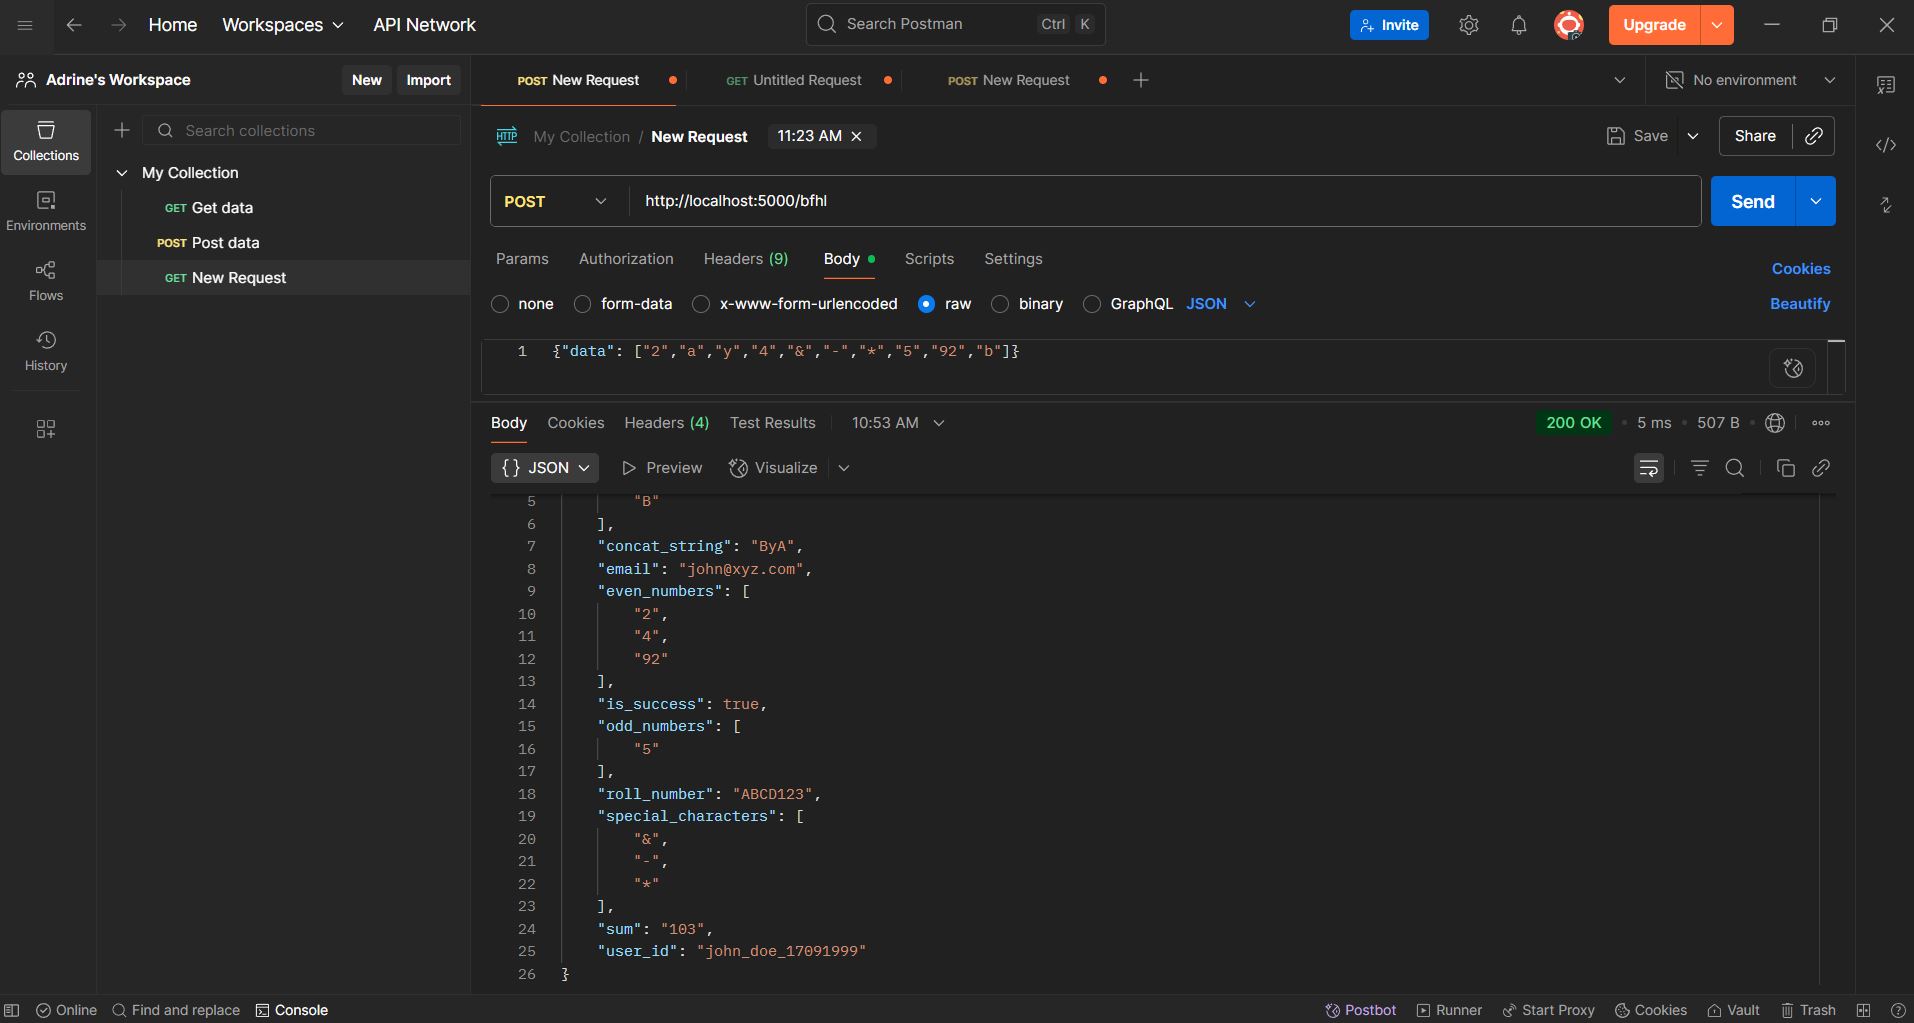 Home Workspaces API Network Search Postman Ctrl K Invite Upgrade
Adrine's Workspace New Import
POST New Request GET Untitled Request POST New Request No environment
Collections
Environments
Flows
History
Search collections
My Collection
GET Get data
POST Post data
GET New Request
HTTP My Collection / New Request 11:23 AM Save Share
POST http://localhost:5000/bfhl Send
Params Authorization Headers (9) Body Scripts Settings Cookies
none form-data x-www-form-urlencoded raw binary GraphQL JSON Beautify
1 {"data": ["2","a","y","4","&","-","*","5","92","b"]}
Body Cookies Headers (4) Test Results 10:53 AM 200 OK • 5 ms • 507 B
{} JSON Preview Visualize
5 "B"
6 ],
7 "concat_string": "ByA",
8 "email": "john@xyz.com",
9 "even_numbers": [
10 "2",
11 "4",
12 "92"
13 ],
14 "is_success": true,
15 "odd_numbers": [
16 "5"
17 ],
18 "roll_number": "ABCD123",
19 "special_characters": [
20 "&",
21 "-",
22 "*"
23 ],
24 "sum": "103",
25 "user_id": "john_doe_17091999"
26 }
Online Find and replace Console Postbot Runner Start Proxy Cookies Vault Trash